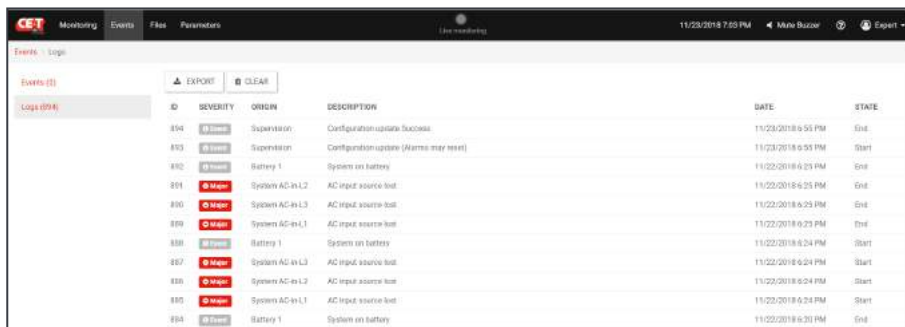 CE+T Monitoring Events Files Parameters Live monitoring 11/23/2018 7:03 PM Mute Buzzer ? Expert
Events Logs
Events (0)
Logs (894)
EXPORT CLEAR
ID SEVERITY ORIGIN DESCRIPTION DATE STATE
894 Event Supervision Configuration update Success 11/23/2018 6:55 PM End
893 Event Supervision Configuration update (Alarms may reset) 11/23/2018 6:55 PM Start
892 Event Battery 1 System on battery 11/22/2018 6:25 PM End
891 Major System AC-in-L2 AC input source lost 11/22/2018 6:25 PM End
890 Major System AC-in-L3 AC input source lost 11/22/2018 6:25 PM End
889 Major System AC-in-L1 AC input source lost 11/22/2018 6:25 PM End
888 Event Battery 1 System on battery 11/22/2018 6:24 PM Start
887 Major System AC-in-L3 AC input source lost 11/22/2018 6:24 PM Start
886 Major System AC-in-L2 AC input source lost 11/22/2018 6:24 PM Start
885 Major System AC-in-L1 AC input source lost 11/22/2018 6:24 PM Start
884 Event Battery 1 System on battery 11/22/2018 6:20 PM End